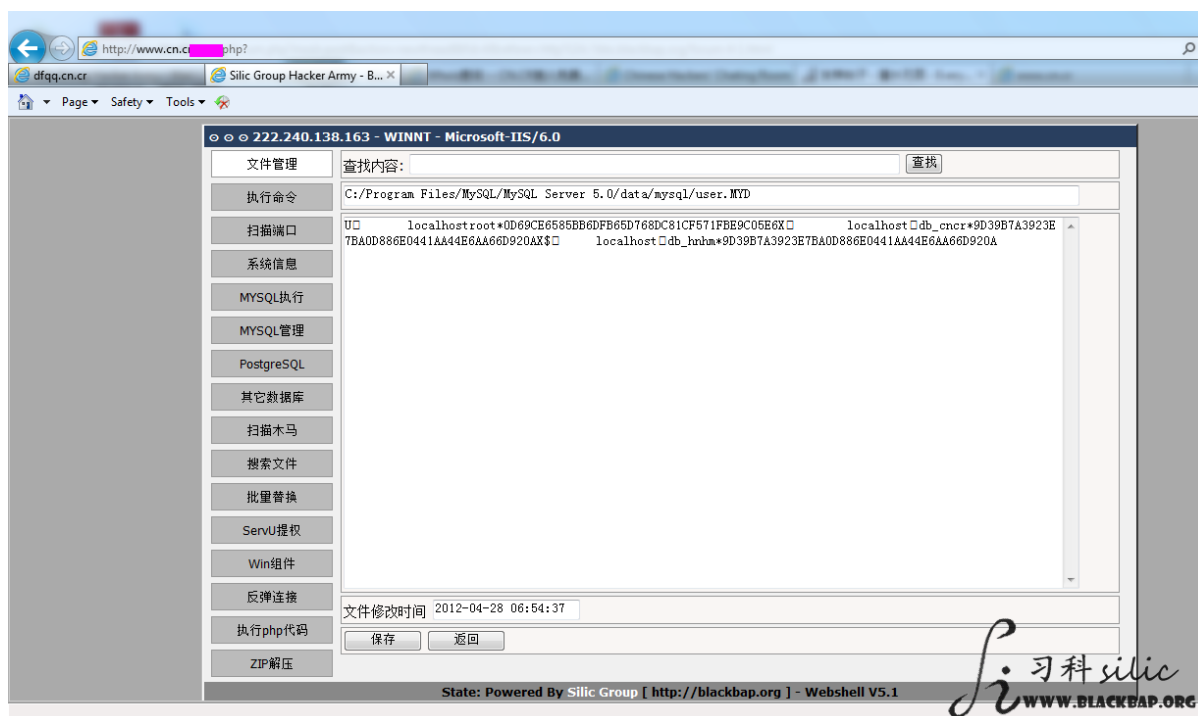 http://www.cn.c php?
dfqq.cn.cr
Silic Group Hacker Army - B... ×
Page Safety Tools
⊙ ⊙ ⊙ 222.240.138.163 - WINNT - Microsoft-IIS/6.0
文件管理
查找内容:
查找
执行命令
C:/Program Files/MySQL/MySQL Server 5.0/data/mysql/user.MYD
扫描端口
U□ localhostroot*0D69CE6585BB6DFB65D768DC81CF571FBE9C05E6X□ localhost□db_cncr*9D39B7A3923E
7BA0D886E0441AA44E6AA66D920AX$□ localhost□db_hnhm*9D39B7A3923E7BA0D886E0441AA44E6AA66D920A
系统信息
MYSQL执行
MYSQL管理
PostgreSQL
其它数据库
扫描木马
搜索文件
批量替换
ServU提权
Win组件
反弹连接
文件修改时间 2012-04-28 06:54:37
执行php代码
保存
返回
ZIP解压
State: Powered By Silic Group [ http://blackbap.org ] - Webshell V5.1
习科 silic
WWW.BLACKBAP.ORG